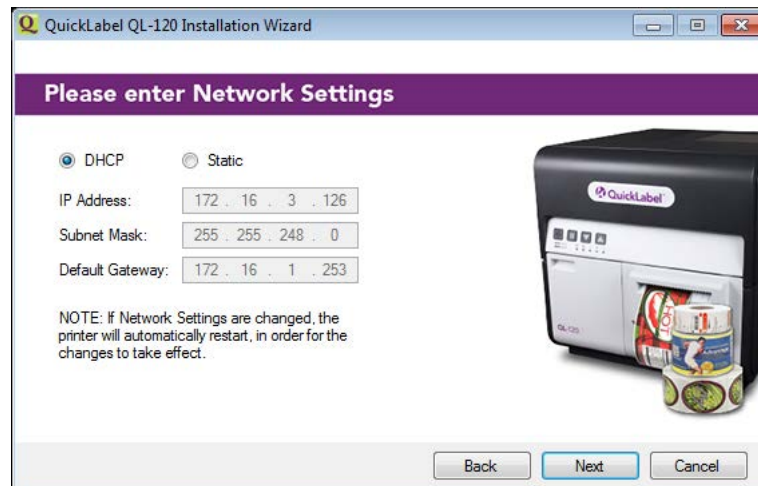 QuickLabel QL-120 Installation Wizard
Please enter Network Settings
DHCP Static
IP Address: 172 . 16 . 3 . 126
Subnet Mask: 255 . 255 . 248 . 0
Default Gateway: 172 . 16 . 1 . 253
NOTE: If Network Settings are changed, the
printer will automatically restart, in order for the
changes to take effect.
QuickLabel
HOT
QL-120
Back Next Cancel